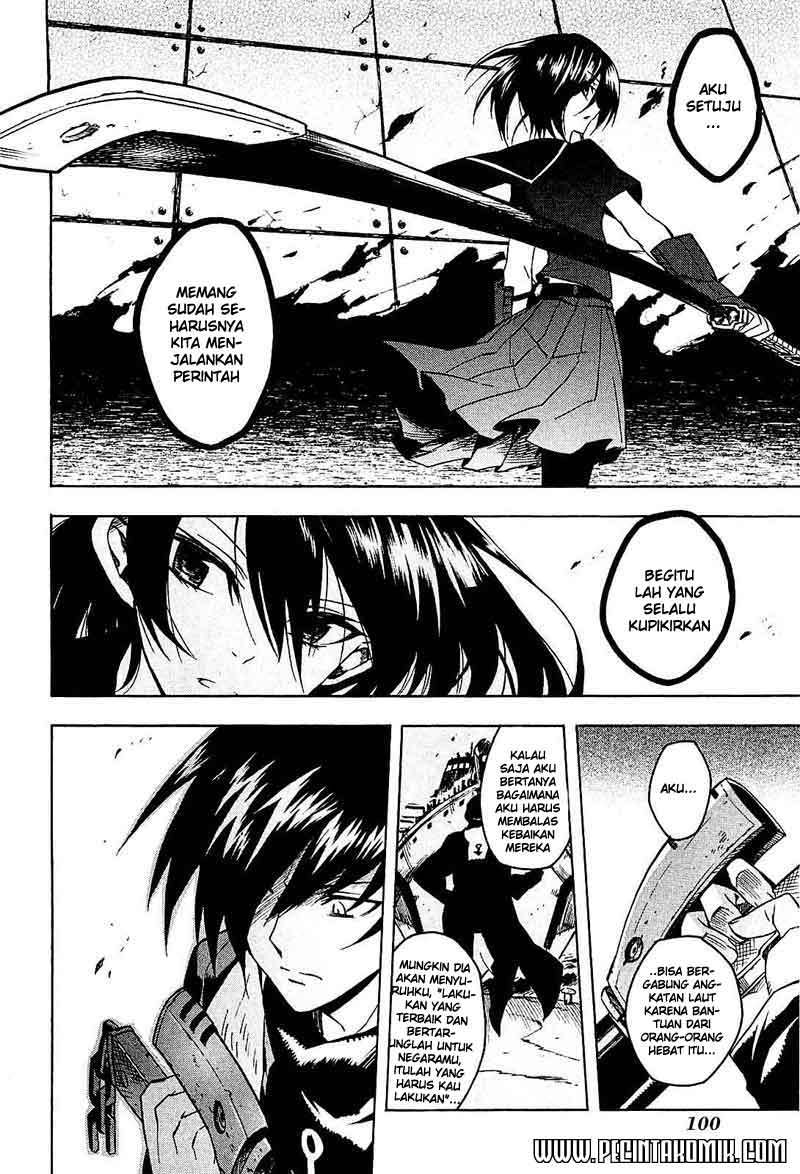 AKU
SETUJU
...
MEMANG
SUDAH SE-
HARUSNYA
KITA MEN-
JALANKAN
PERINTAH
BEGITU
LAH YANG
SELALU
KUPIKIRKAN
AKU...
..BISA BER-
GABUNG ANG-
KATAN LAUT
KARENA BAN-
TUAN DARI
ORANG-ORANG
HEBAT ITU...
KALAU
SAJA AKU
BERTANYA
BAGAIMANA
AKU HARUS
MEMBALAS
KEBAIKAN
MEREKA
MUNGKIN DIA
AKAN MENYU-
RUHKU, "LAKU-
KAN YANG
TERBAIK DAN
BERTAR-
UNGLAH UNTUK
NEGARAMU,
ITULAH YANG
HARUS KAU
LAKUKAN"...
100
WWW.PECINTAKOMIK.COM